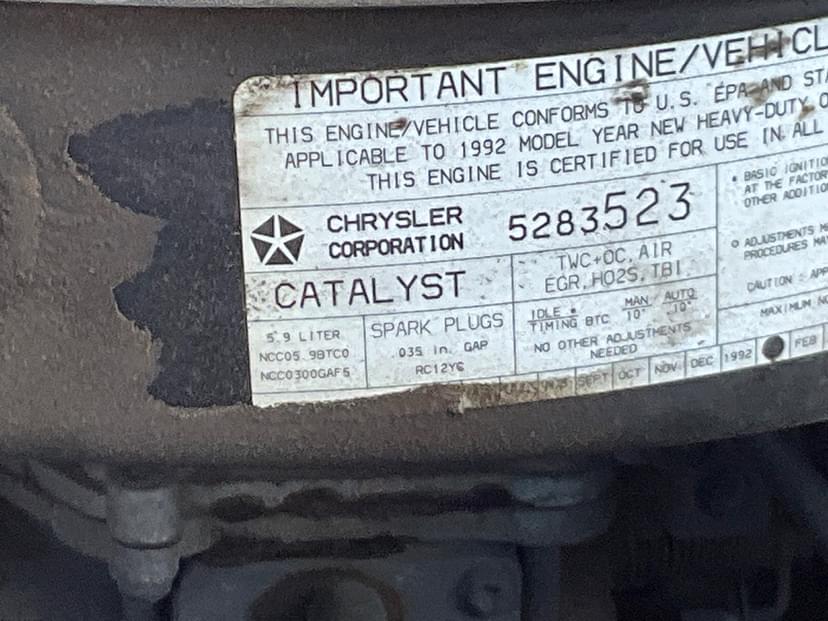 IMPORTANT ENGINE/VEHICL
THIS ENGINE/VEHICLE CONFORMS TO U.S. EPA AND STA
APPLICABLE TO 1992 MODEL YEAR NEW HEAVY-DUTY O
THIS ENGINE IS CERTIFIED FOR USE IN ALL
CHRYSLER
CORPORATION
5283523
CATALYST
TWC+OC, AIR
EGR, HO2S, TBI
5.9 LITER
NCC05.9BTC0
NCC0300GAF5
SPARK PLUGS
.035 In. GAP
RC12YC
IDLE •
TIMING BTC
MAN AUTO
10° 10°
NO OTHER ADJUSTMENTS
NEEDED
• BASIC IGNITIO
AT THE FACTOR
OTHER ADDITIO
ADJUSTMENTS M
PROCEDURES MA
CAUTION : APP
MAXIMUM NO
SEPT OCT NOV DEC 1992 FEB